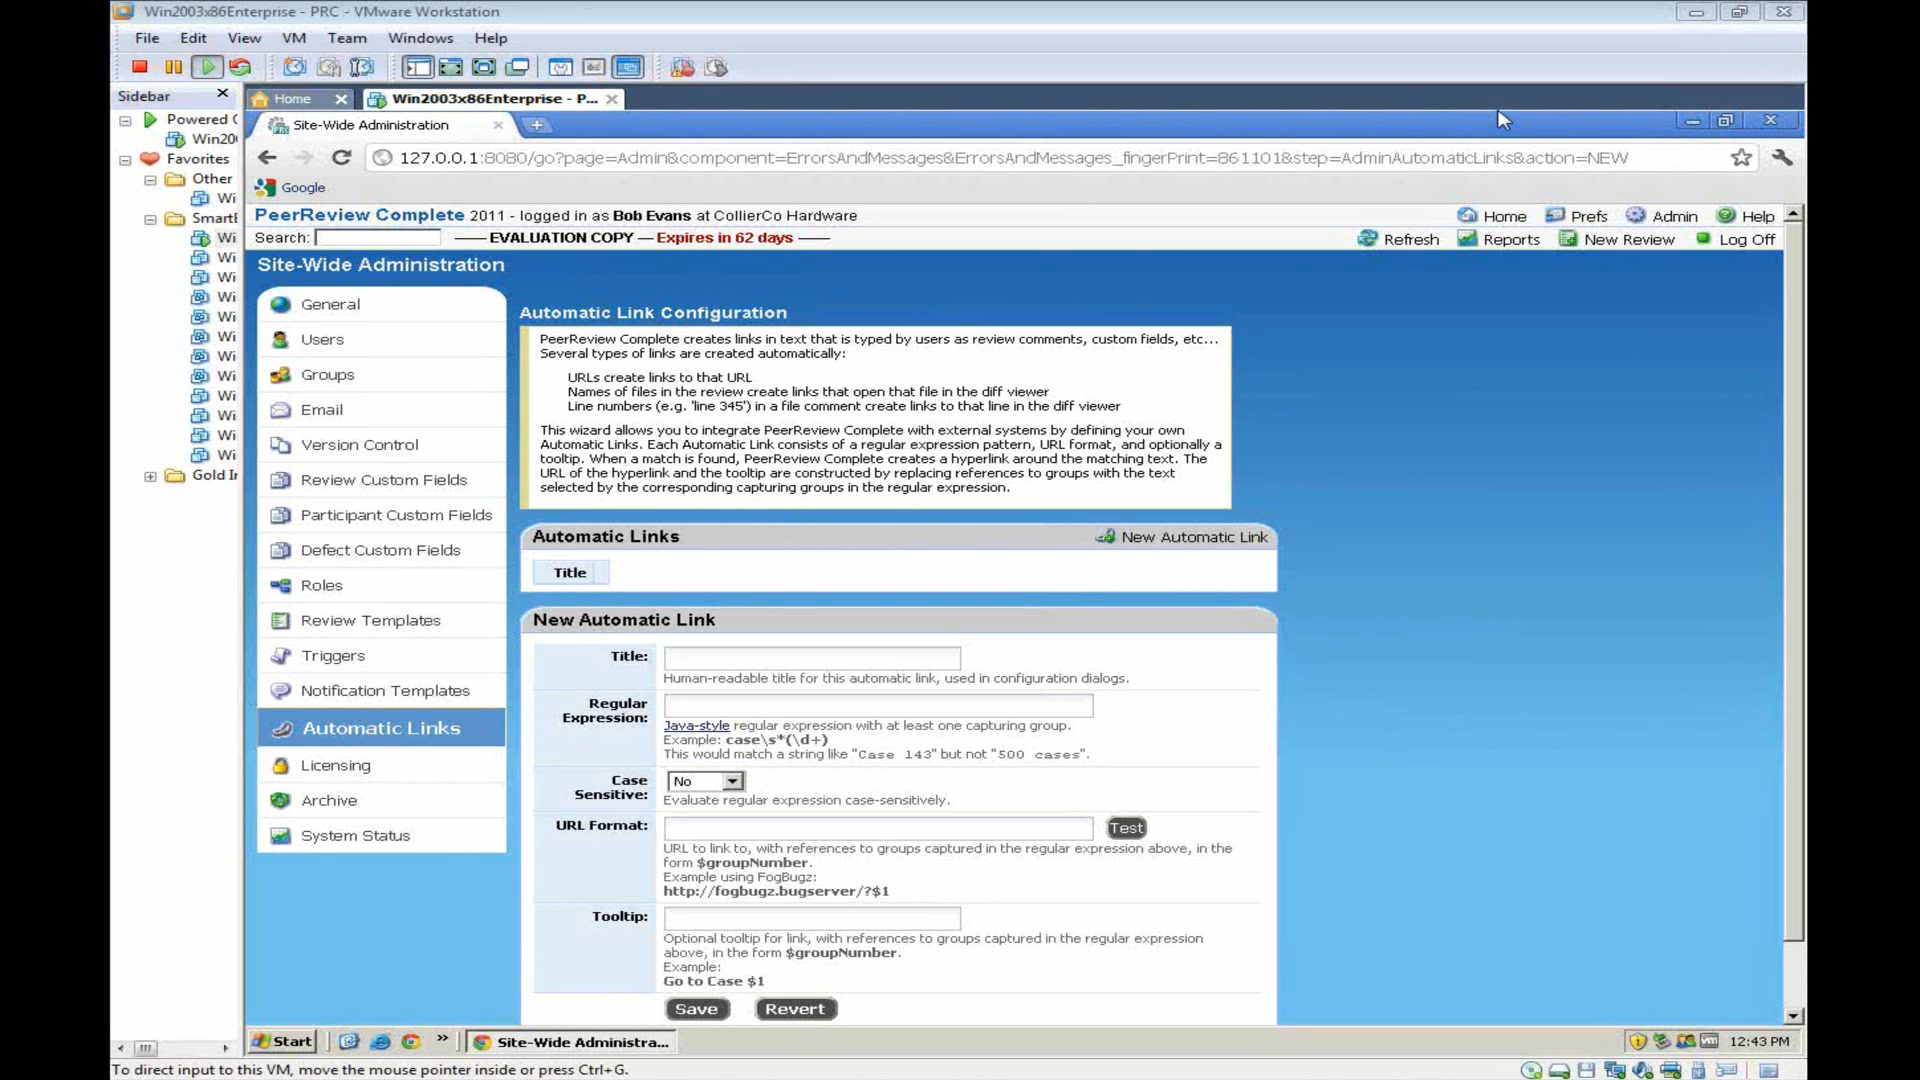 Win2003x86Enterprise - PRC - VMware Workstation
File Edit View VM Team Windows Help
Sidebar
Home
Win2003x86Enterprise - P...
Powered
Win20
Favorites
Other
Wi
Wi
Wi
Wi
Wi
Wi
Wi
Wi
Wi
Wi
Wi
Wi
Wi
Site-Wide Administration
127.0.0.1:8080/go?page=Admin&component=ErrorsAndMessages&ErrorsAndMessages_fingerPrint=861101&step=AdminAutomaticLinks&action=NEW
Google
PeerReview Complete 2011 - logged in as Bob Evans at CollierCo Hardware
Home Prefs Admin Help
Search:
EVALUATION COPY — Expires in 62 days
Refresh Reports New Review Log Off
Site-Wide Administration
General
Users
Groups
Email
Version Control
Review Custom Fields
Participant Custom Fields
Defect Custom Fields
Roles
Review Templates
Triggers
Notification Templates
Automatic Links
Licensing
Archive
System Status
Automatic Link Configuration
PeerReview Complete creates links in text that is typed by users as review comments, custom fields, etc...
Several types of links are created automatically:
URLs create links to that URL
Names of files in the review create links that open that file in the diff viewer
Line numbers (e.g. 'line 345') in a file comment create links to that line in the diff viewer
This wizard allows you to integrate PeerReview Complete with external systems by defining your own
Automatic Links. Each Automatic Link consists of a regular expression pattern, URL format, and optionally a
tooltip. When a match is found, PeerReview Complete creates a hyperlink around the matching text. The
URL of the hyperlink and the tooltip are constructed by replacing references to groups with the text
selected by the corresponding capturing groups in the regular expression.
Automatic Links
New Automatic Link
Title
New Automatic Link
Title:
Human-readable title for this automatic link, used in configuration dialogs.
Regular
Expression:
Java-style regular expression with at least one capturing group.
Example: case\s*(\d+)
This would match a string like "Case 143" but not "500 cases".
Case
Sensitive:
No
Evaluate regular expression case-sensitively.
URL Format:
Test
URL to link to, with references to groups captured in the regular expression above, in the
form $groupNumber.
Example using FogBugz:
http://fogbugz.bugserver/?$1
Tooltip:
Optional tooltip for link, with references to groups captured in the regular expression
above, in the form $groupNumber.
Example:
Go to Case $1
Save
Revert
Start
Site-Wide Administra...
12:43 PM
To direct input to this VM, move the mouse pointer inside or press Ctrl+G.